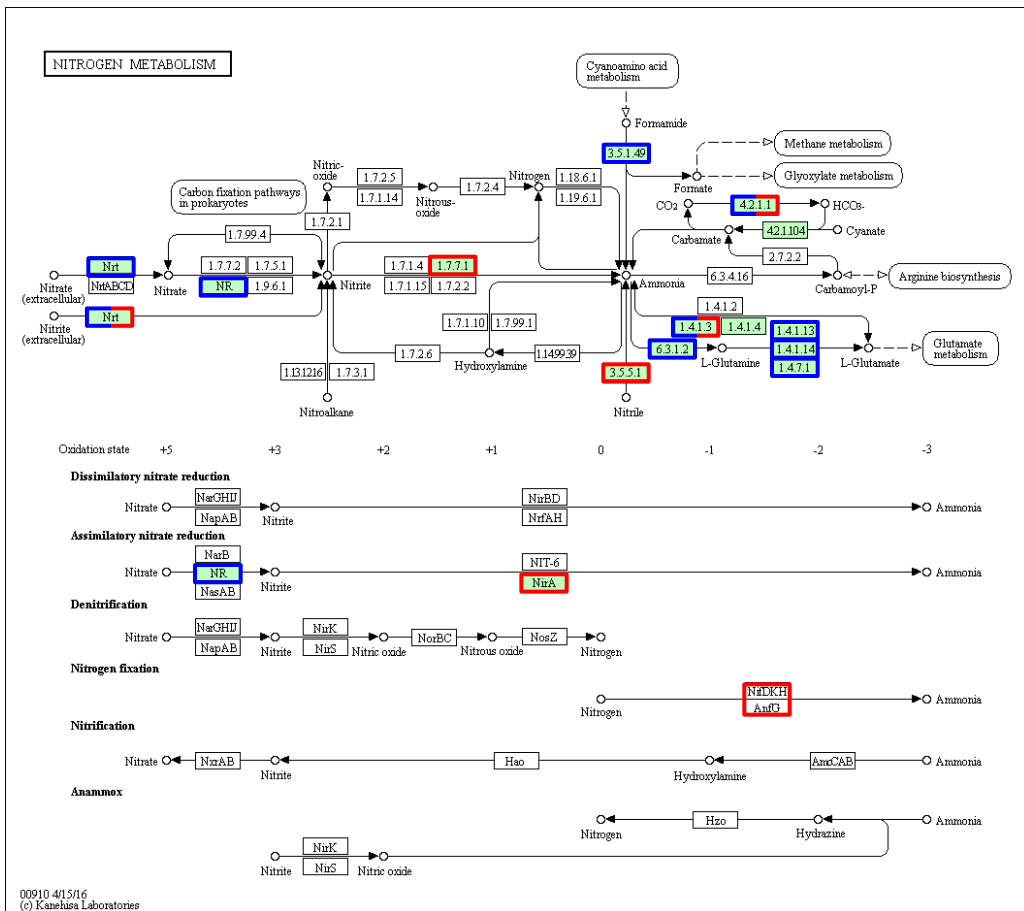 NITROGEN METABOLISM
Cyanoamino acid
metabolism
Formamide
3.5.1.49
Methane metabolism
Glyoxylate metabolism
Formate
Nitric-
oxide
1.7.2.5
1.7.1.14
Nitrous-
oxide
1.7.2.4
Nitrogen
1.18.6.1
1.19.6.1
Carbon fixation pathways
in prokaryotes
1.7.2.1
CO2
4.2.1.1
HCO3-
1.7.99.4
Carbamate
4.2.1.104
Cyanate
2.7.2.2
Nrt
NrtABCD
Nitrate
(extracellular)
Nitrate
1.7.7.2
1.7.5.1
NR
1.9.6.1
Nitrite
1.7.1.4
1.7.7.1
1.7.1.15
1.7.2.2
Ammonia
6.3.4.16
Carbamoyl-P
Arginine biosynthesis
Nrt
Nitrite
(extracellular)
1.7.1.10
1.7.99.1
1.4.1.2
1.4.1.3
1.4.1.4
1.4.1.13
6.3.1.2
L-Glutamine
1.4.1.14
1.4.7.1
L-Glutamate
Glutamate
metabolism
1.7.2.6
Hydroxylamine
1.14.99.39
1.13.12.16
1.7.3.1
3.5.5.1
Nitroalkane
Nitrile
Oxidation state +5 +3 +2 +1 0 -1 -2 -3
Dissimilatory nitrate reduction
Nitrate
NarGHIJ
NapAB
Nitrite
NirBD
NrfAH
Ammonia
Assimilatory nitrate reduction
Nitrate
NarB
NR
NasAB
Nitrite
NIT-6
NirA
Ammonia
Denitrification
Nitrate
NarGHIJ
NapAB
Nitrite
NirK
NirS
Nitric oxide
NorBC
Nitrous oxide
NosZ
Nitrogen
Nitrogen fixation
Nitrogen
NifDKH
AnfG
Ammonia
Nitrification
Nitrate
NxrAB
Nitrite
Hao
Hydroxylamine
AmoCAB
Ammonia
Anammox
Nitrogen
Hzo
Hydrazine
Ammonia
Nitrite
NirK
NirS
Nitric oxide
00910 4/15/16
(c) Kanehisa Laboratories